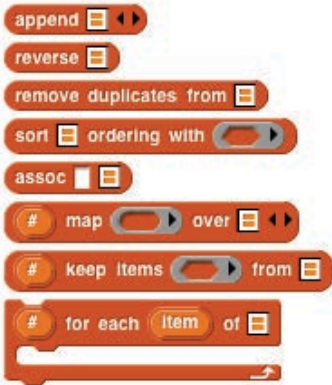 append
reverse
remove duplicates from
sort ordering with
assoc
# map over
# keep items from
# for each item of